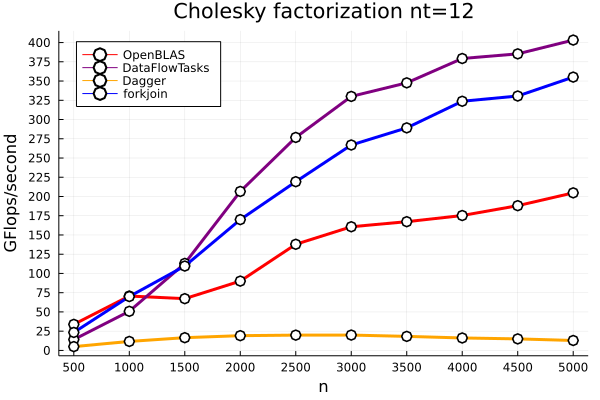 Cholesky factorization nt=12
GFlops/second
400
375
350
325
300
275
250
225
200
175
150
125
100
75
50
25
0
OpenBLAS
DataFlowTasks
Dagger
forkjoin
500 1000 1500 2000 2500 3000 3500 4000 4500 5000
n